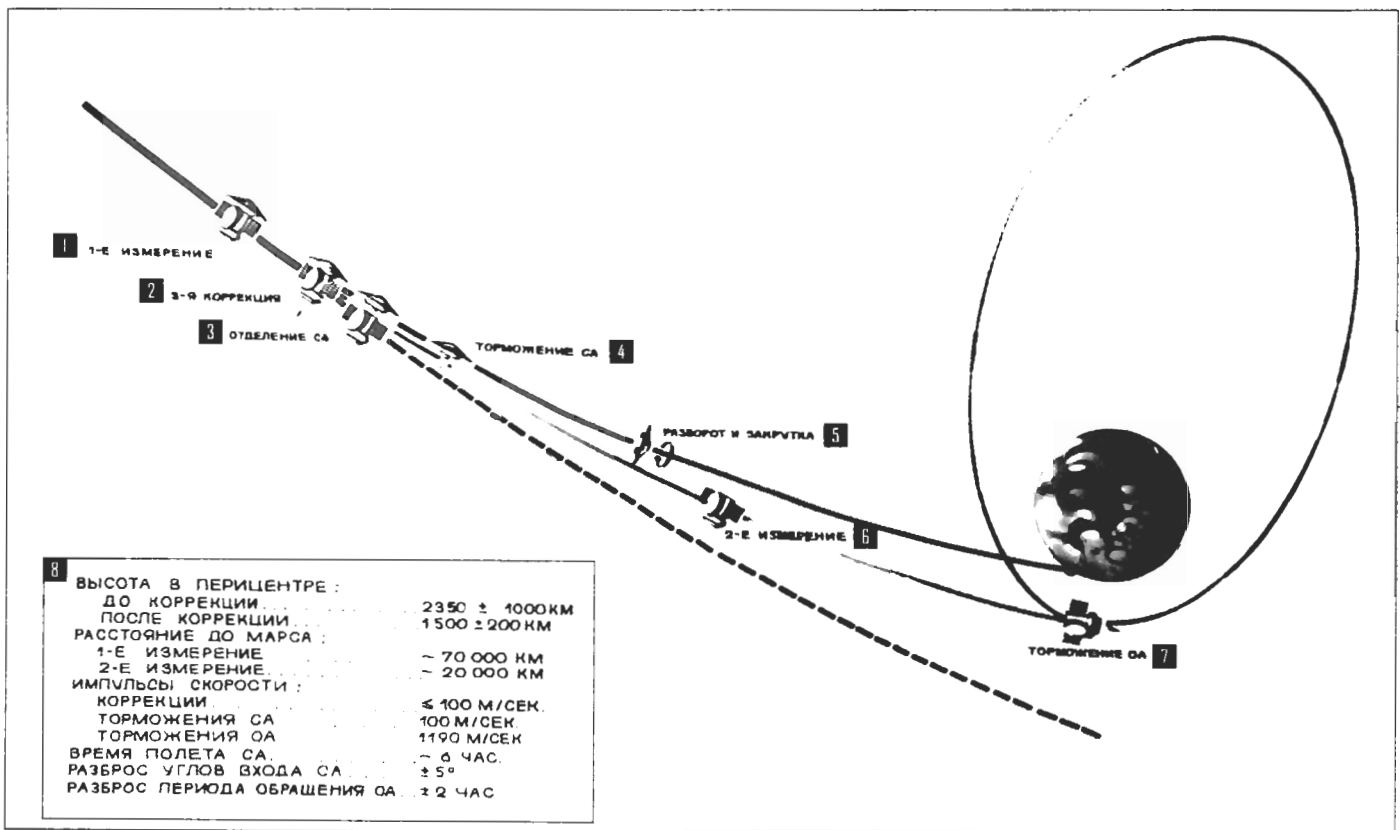 1 1-Е ИЗМЕРЕНИЕ
2 3-Я КОРРЕКЦИЯ
3 ОТДЕЛЕНИЕ СА
ТОРМОЖЕНИЕ СА 4
РАЗВОРОТ И ЗАКРУТКА 5
2-Е ИЗМЕРЕНИЕ 6
ТОРМОЖЕНИЕ ОА 7
8
ВЫСОТА В ПЕРИЦЕНТРЕ :
ДО КОРРЕКЦИИ........ 2350 ± 1000 КМ
ПОСЛЕ КОРРЕКЦИИ... 1500 ± 200 КМ
РАССТОЯНИЕ ДО МАРСА :
1-Е ИЗМЕРЕНИЕ ~ 70 000 КМ
2-Е ИЗМЕРЕНИЕ....... ~ 20 000 КМ
ИМПУЛЬСЫ СКОРОСТИ :
КОРРЕКЦИИ.......... ≤ 100 М/СЕК.
ТОРМОЖЕНИЯ СА 100 М/СЕК.
ТОРМОЖЕНИЯ ОА 1190 М/СЕК
ВРЕМЯ ПОЛЕТА СА....... ~ 6 ЧАС.
РАЗБРОС УГЛОВ ВХОДА СА.... ± 5°
РАЗБРОС ПЕРИОДА ОБРАЩЕНИЯ ОА.. ± 2 ЧАС